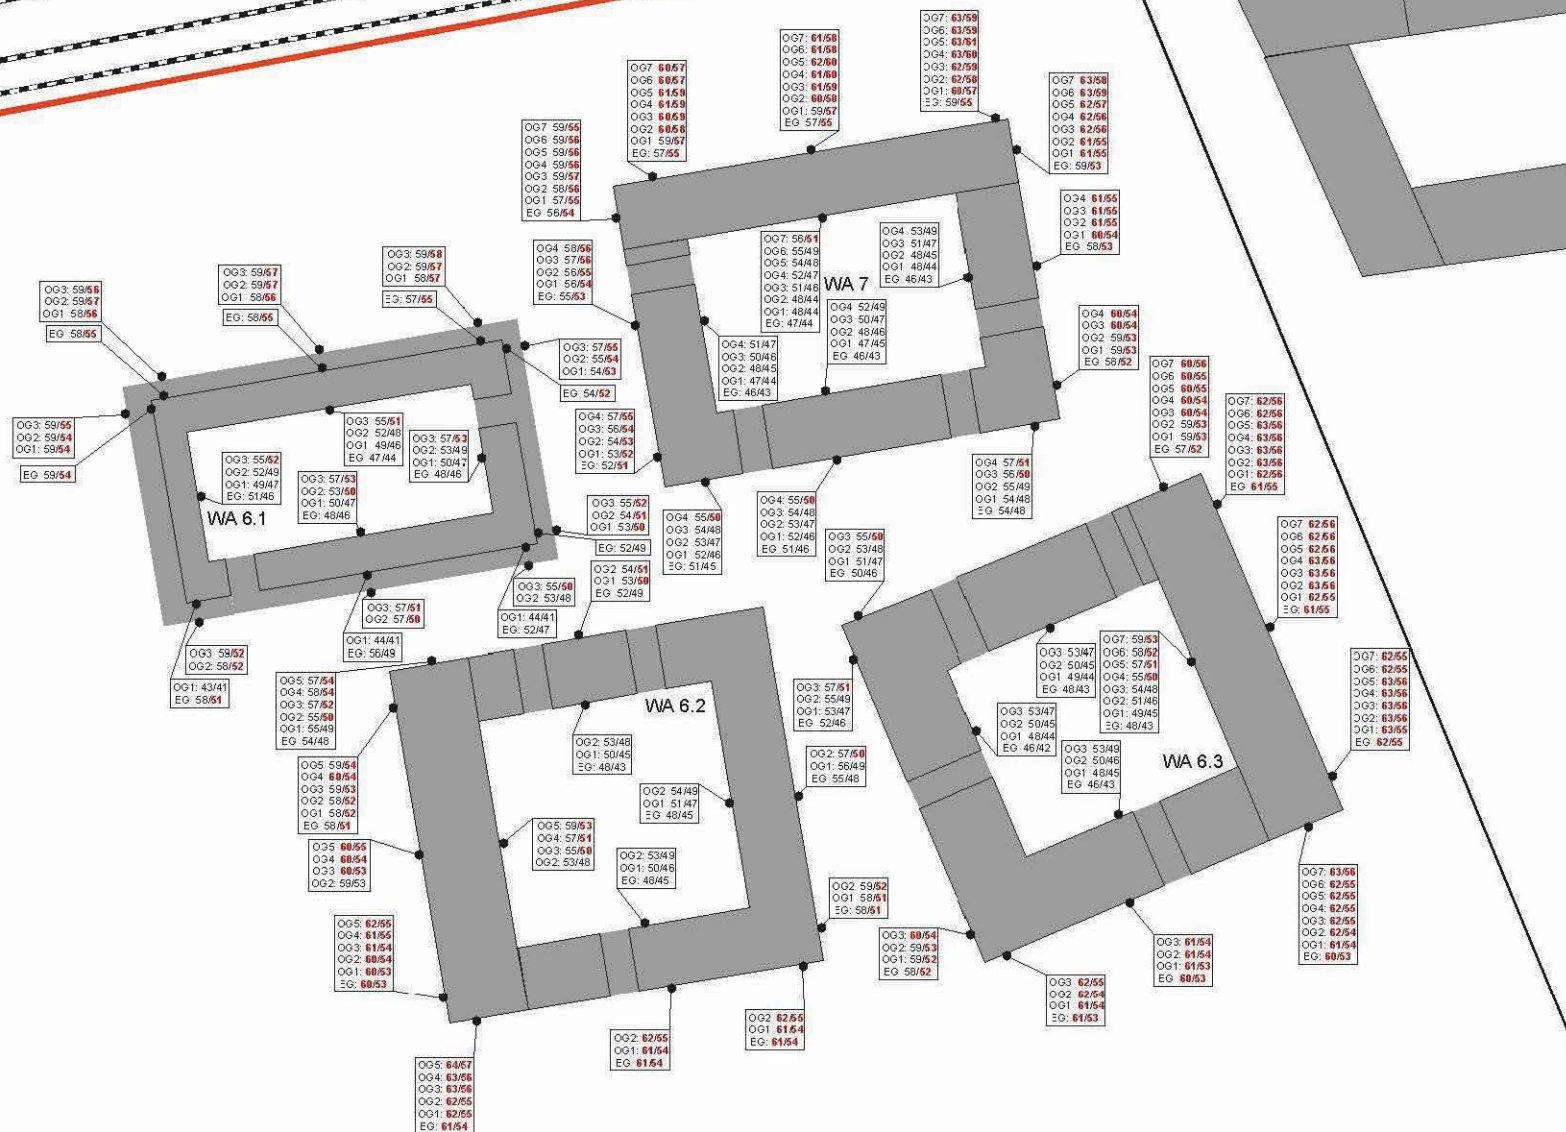 OG7: 63/59
OG6: 63/59
OG5: 63/61
OG4: 63/60
OG3: 62/59
OG2: 62/58
OG1: 60/57
EG: 59/55
OG7: 61/58
OG6: 61/58
OG5: 62/60
OG4: 61/60
OG3: 61/59
OG2: 60/58
OG1: 59/57
EG 57/55
OG7 60/57
OG6 60/57
OG5 61/59
OG4 61/59
OG3 60/59
OG2 60/58
OG1 59/57
EG: 57/55
OG7 63/58
OG6 63/59
OG5 62/57
OG4 62/56
OG3 62/56
OG2 61/55
OG1 61/55
EG: 59/53
OG7 59/55
OG6 59/56
OG5 59/56
OG4 59/56
OG3 59/57
OG2 58/56
OG1 57/55
EG 56/54
OG4 61/55
OG3 61/55
OG2 61/55
OG1 60/54
EG 58/53
OG4 58/56
OG3 57/56
OG2 56/55
OG1 56/54
EG: 55/53
OG7: 56/51
OG6: 55/49
OG5: 54/48
OG4: 52/47
OG3: 51/46
OG2: 48/44
OG1: 48/44
EG: 47/44
OG4 53/49
OG3 51/47
OG2 48/45
OG1 48/44
EG 46/43
WA 7
OG3: 59/58
OG2: 59/57
OG1 58/57
EG: 57/55
OG3: 59/57
OG2: 59/57
OG1 58/56
EG: 58/55
OG3: 59/56
OG2: 59/57
OG1 58/56
EG 58/55
OG4 52/49
OG3 50/47
OG2 48/46
OG1 47/45
EG 46/43
OG4 60/54
OG3 60/54
OG2 59/53
OG1 59/53
EG 58/52
OG3: 57/55
OG2: 55/54
OG1: 54/53
EG 54/52
OG4: 51/47
OG3: 50/46
OG2: 48/45
OG1: 47/44
EG: 46/43
OG7 60/56
OG6 60/55
OG5 60/55
OG4 60/54
OG3 60/54
OG2 59/53
OG1 59/53
EG: 57/52
OG7: 62/56
OG6: 62/56
OG5: 63/56
OG4: 63/56
OG3: 63/56
OG2: 63/56
OG1: 62/56
EG 61/55
OG3: 59/55
OG2: 59/54
OG1: 59/54
EG 59/54
OG3 55/51
OG2 52/48
OG1 49/46
EG 47/44
OG3: 57/53
OG2: 53/49
OG1: 50/47
EG 48/46
OG4: 57/55
OG3: 56/54
OG2: 54/53
OG1: 53/52
EG: 52/51
OG3: 55/52
OG2: 52/49
OG1: 49/47
EG: 51/46
OG3: 57/53
OG2: 53/50
OG1: 50/47
EG: 48/46
WA 6.1
OG4 57/51
OG3 56/50
OG2 55/49
OG1 54/48
EG 54/48
OG3 55/52
OG2 54/51
OG1 53/50
EG: 52/49
OG4 55/50
OG3 54/48
OG2 53/47
OG1 52/46
EG: 51/45
OG4: 55/50
OG3: 54/48
OG2: 53/47
OG1: 52/46
EG 51/46
OG3 55/50
OG2 53/48
OG1 51/47
EG 50/46
OG7 62/56
OG6 62/56
OG5 62/56
OG4 63/56
OG3 63/56
OG2 63/56
OG1 62/55
EG: 61/55
OG2 54/51
OG1 53/50
EG: 52/49
OG3: 55/50
OG2 53/48
OG1: 44/41
EG: 52/47
OG3: 57/51
OG2 57/50
OG1: 44/41
EG: 56/49
OG3 59/52
OG2: 58/52
OG1: 43/41
EG 58/51
OG5: 57/54
OG4: 58/54
OG3: 57/52
OG2: 55/50
OG1: 55/49
EG 54/48
OG3 53/47
OG2 50/45
OG1 49/44
EG 48/43
OG7: 59/53
OG6: 58/52
OG5: 57/51
OG4: 55/50
OG3: 54/48
OG2: 51/46
OG1: 49/45
EG: 48/43
OG7: 62/55
OG6: 62/55
OG5: 63/56
OG4: 63/56
OG3: 63/56
OG2: 63/56
OG1: 63/55
EG 62/55
OG3: 57/51
OG2: 55/49
OG1: 53/47
EG 52/46
WA 6.2
OG3 53/47
OG2 50/45
OG1 48/44
EG 46/42
OG3 53/49
OG2 50/46
OG1 48/45
EG 46/43
WA 6.3
OG2: 53/48
OG1: 50/45
EG: 48/43
OG2: 57/50
OG1: 56/49
EG 55/48
OG5 59/54
OG4 60/54
OG3 59/53
OG2 58/52
OG1 58/52
EG 58/51
OG2 54/49
OG1 51/47
EG 48/45
OG5: 59/53
OG4: 57/51
OG3: 55/50
OG2: 53/48
OG5 60/55
OG4 60/54
OG3 60/53
OG2: 59/53
OG2: 53/49
OG1: 50/46
EG: 48/45
OG2 59/52
OG1 58/51
EG: 58/51
OG7: 63/56
OG6: 62/55
OG5: 62/55
OG4: 62/55
OG3: 62/55
OG2: 62/54
OG1: 61/54
EG: 60/53
OG5: 62/55
OG4: 61/55
OG3: 61/54
OG2: 60/54
OG1: 60/53
EG: 60/53
OG3: 60/54
OG2: 59/53
OG1: 59/52
EG 58/52
OG3: 61/54
OG2: 61/54
OG1: 61/53
EG 60/53
OG3 62/55
OG2 62/54
OG1 61/54
EG: 61/53
OG2 62/55
OG1 61/54
EG: 61/54
OG2: 62/55
OG1: 61/54
EG 61/54
OG5: 64/57
OG4: 63/56
OG3: 63/56
OG2: 62/55
OG1: 62/55
EG: 61/54